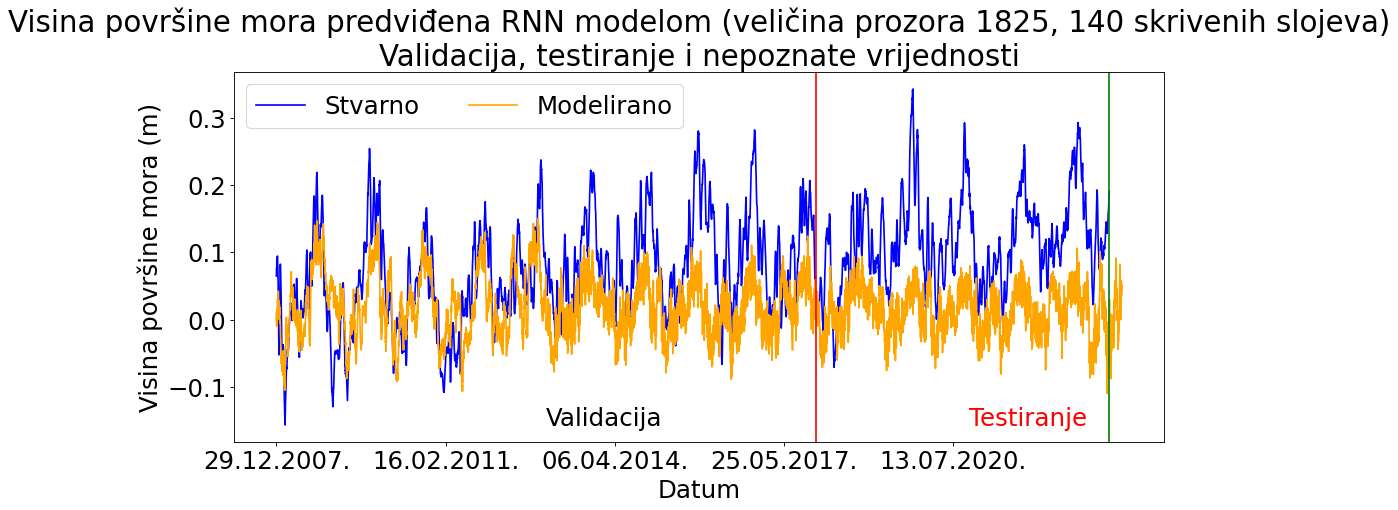 Visina površine mora predviđena RNN modelom (veličina prozora 1825, 140 skrivenih slojeva)
Validacija, testiranje i nepoznate vrijednosti
Stvarno
Modelirano
Visina površine mora (m)
0.3
0.2
0.1
0.0
−0.1
Validacija
Testiranje
29.12.2007.
16.02.2011.
06.04.2014.
25.05.2017.
13.07.2020.
Datum